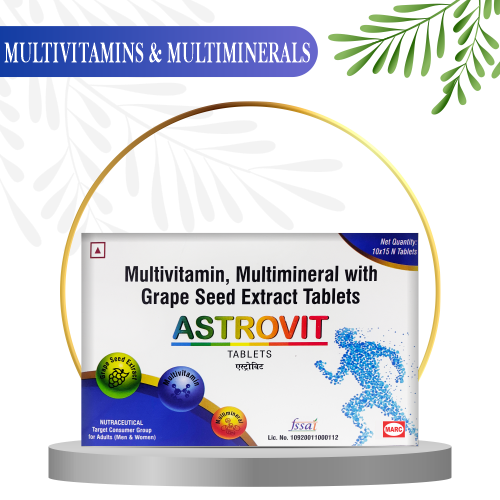 MULTIVITAMINS & MULTIMINERALS
Net Quantity:
10x15 N Tablets
Multivitamin, Multimineral with
Grape Seed Extract Tablets
ASTROVIT
TABLETS
एस्ट्रोविट
Grape Seed Extract
Multivitamin
Multimineral
NUTRACEUTICAL
Target Consumer Group
for Adults (Men & Women)
fssai
Lic. No. 10920011000112
MARC